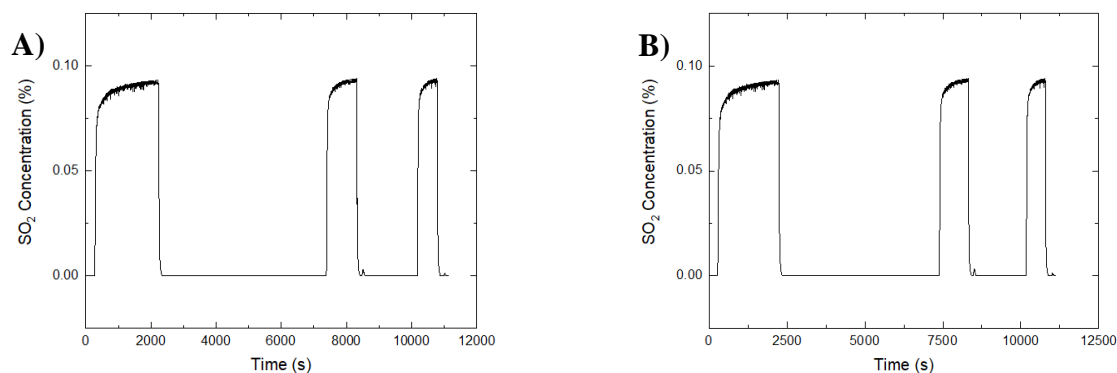 A)
SO2 Concentration (%)
0.10
0.05
0.00
0 2000 4000 6000 8000 10000 12000
Time (s)
B)
SO2 Concentration (%)
0.10
0.05
0.00
0 2500 5000 7500 10000 12500
Time (s)